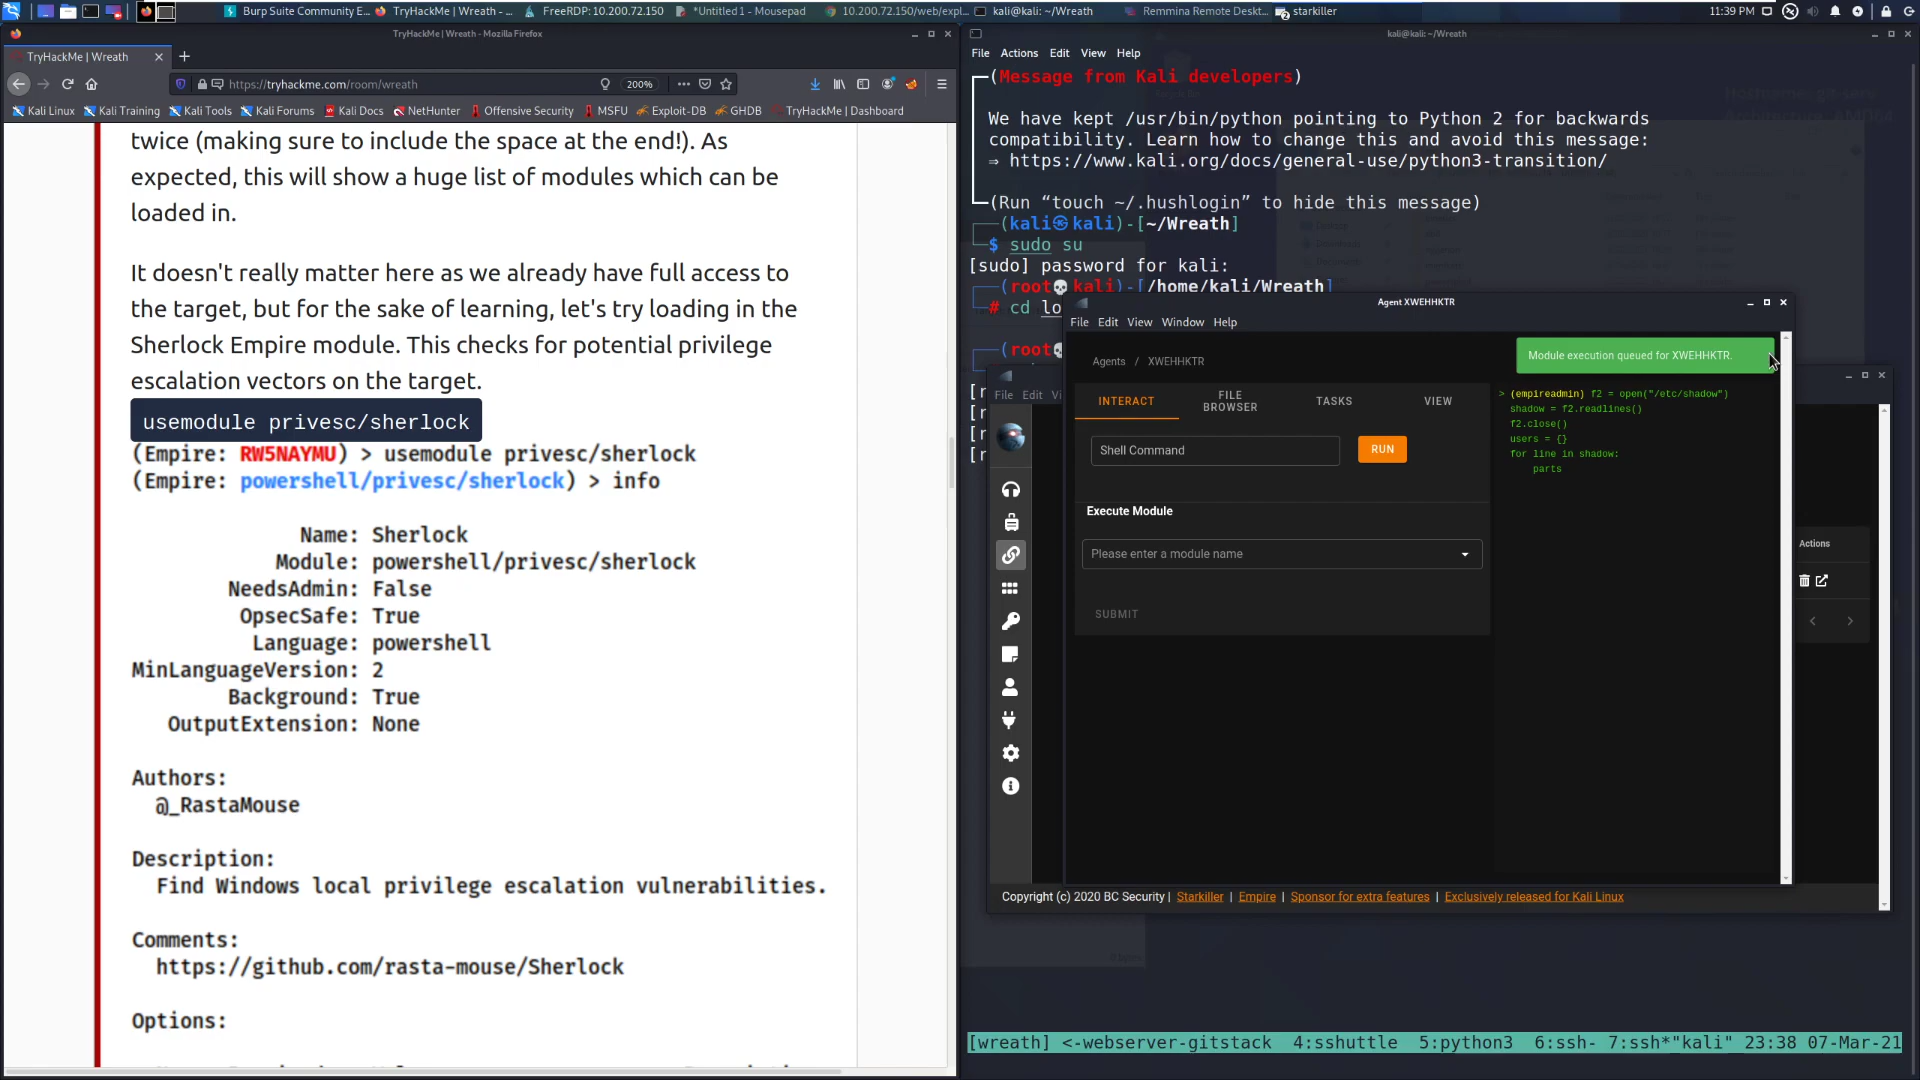 Burp Suite Community E...
TryHackMe | Wreath - ...
FreeRDP: 10.200.72.150
*Untitled 1 - Mousepad
10.200.72.150/web/expl...
kali@kali: ~/Wreath
Remmina Remote Deskt...
starkiller
11:39 PM
TryHackMe | Wreath - Mozilla Firefox
TryHackMe | Wreath
https://tryhackme.com/room/wreath
200%
Kali Linux
Kali Training
Kali Tools
Kali Forums
Kali Docs
NetHunter
Offensive Security
MSFU
Exploit-DB
GHDB
TryHackMe | Dashboard
twice (making sure to include the space at the end!). As
expected, this will show a huge list of modules which can be
loaded in.
It doesn't really matter here as we already have full access to
the target, but for the sake of learning, let's try loading in the
Sherlock Empire module. This checks for potential privilege
escalation vectors on the target.
usemodule privesc/sherlock
(Empire: RW5NAYMU) > usemodule privesc/sherlock
(Empire: powershell/privesc/sherlock) > info
Name: Sherlock
Module: powershell/privesc/sherlock
NeedsAdmin: False
OpsecSafe: True
Language: powershell
MinLanguageVersion: 2
Background: True
OutputExtension: None
Authors:
@_RastaMouse
Description:
Find Windows local privilege escalation vulnerabilities.
Comments:
https://github.com/rasta-mouse/Sherlock
Options:
kali@kali: ~/Wreath
File Actions Edit View Help
(Message from Kali developers)
We have kept /usr/bin/python pointing to Python 2 for backwards
compatibility. Learn how to change this and avoid this message:
⇒ https://www.kali.org/docs/general-use/python3-transition/
(Run “touch ~/.hushlogin” to hide this message)
(kali㉿kali)-[~/Wreath]
$ sudo su
[sudo] password for kali:
(root💀kali)-[/home/kali/Wreath]
# cd lo
(root💀
[r
[r
[r
[r
File Edit Vi
Agent XWEHHKTR
File Edit View Window Help
Agents / XWEHHKTR
Module execution queued for XWEHHKTR.
INTERACT
FILE BROWSER
TASKS
VIEW
Shell Command
RUN
Execute Module
Please enter a module name
SUBMIT
> (empireadmin) f2 = open("/etc/shadow")
shadow = f2.readlines()
f2.close()
users = {}
for line in shadow:
parts
Actions
Copyright (c) 2020 BC Security | Starkiller | Empire | Sponsor for extra features | Exclusively released for Kali Linux
[wreath] <-webserver-gitstack 4:sshuttle 5:python3 6:ssh- 7:ssh*"kali" 23:38 07-Mar-21